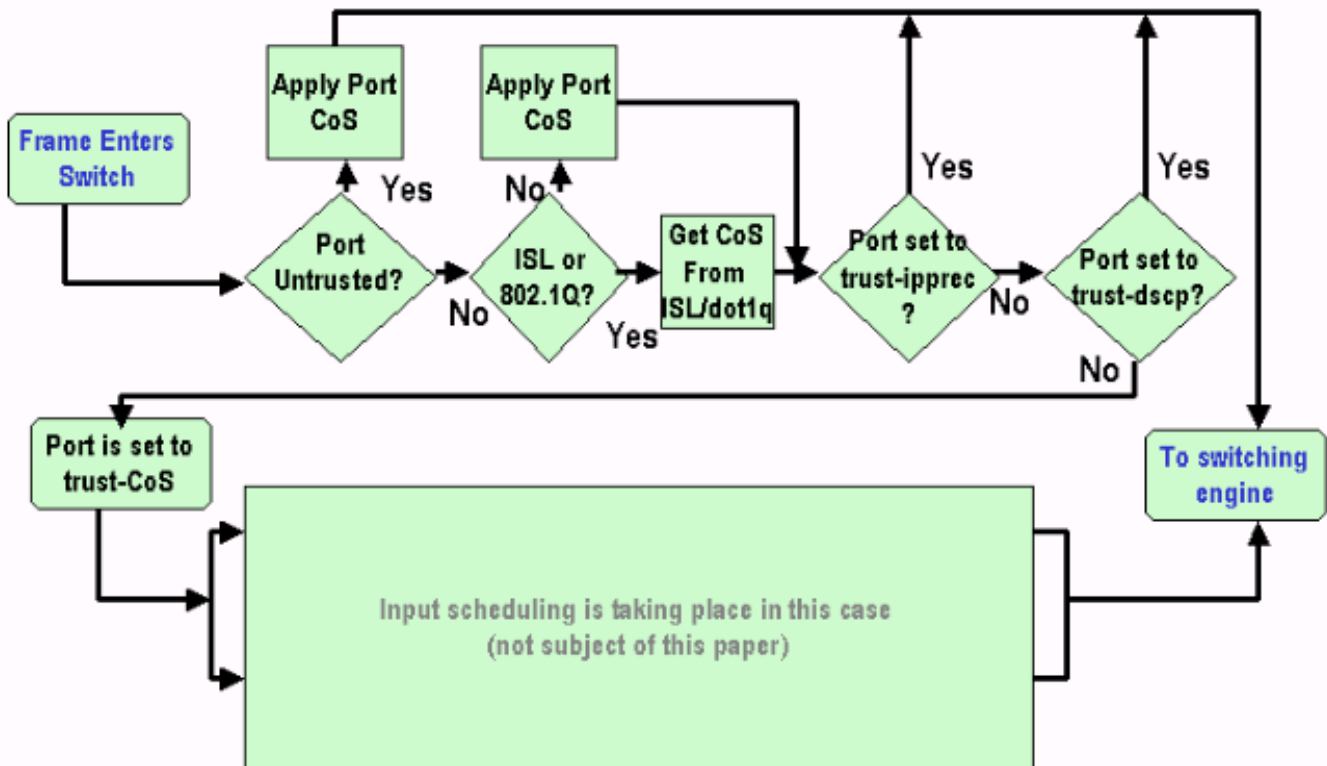 Apply Port
CoS
Apply Port
CoS
Frame Enters
Switch
Yes
No
Yes
Yes
Port
Untrusted?
No
ISL or
802.1Q?
Yes
Get CoS
From
ISL/dot1q
Port set to
trust-ipprec
?
No
Port set to
trust-dscp?
No
Port is set to
trust-CoS
To switching
engine
Input scheduling is taking place in this case
(not subject of this paper)